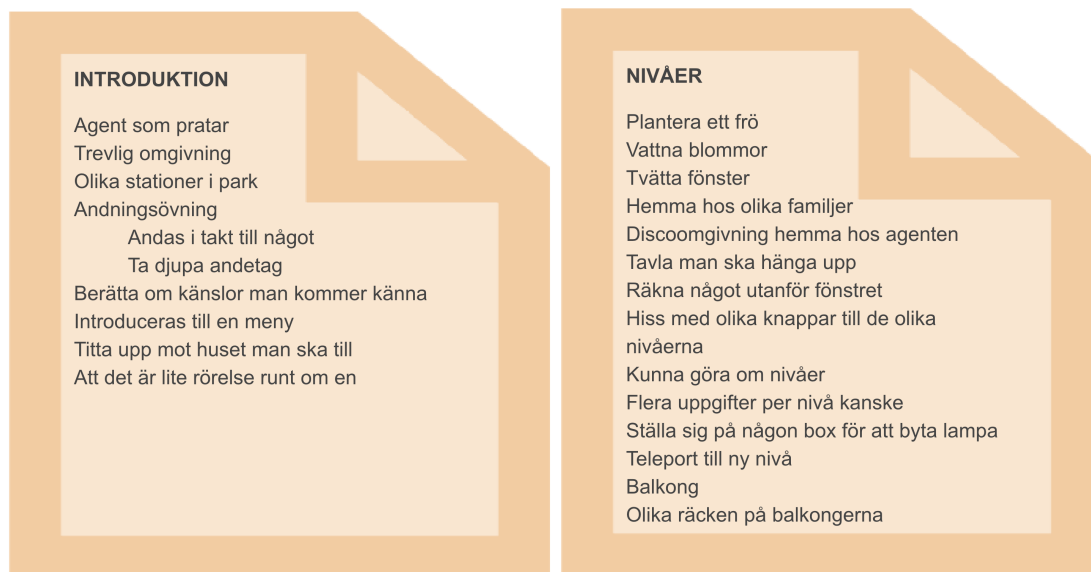 INTRODUKTION
Agent som pratar
Trevlig omgivning
Olika stationer i park
Andningsövning
Andas i takt till något
Ta djupa andetag
Berätta om känslor man kommer känna
Introduceras till en meny
Titta upp mot huset man ska till
Att det är lite rörelse runt om en
NIVÅER
Plantera ett frö
Vattna blommor
Tvätta fönster
Hemma hos olika familjer
Discoomgivning hemma hos agenten
Tavla man ska hänga upp
Räkna något utanför fönstret
Hiss med olika knappar till de olika
nivåerna
Kunna göra om nivåer
Flera uppgifter per nivå kanske
Ställa sig på någon box för att byta lampa
Teleport till ny nivå
Balkong
Olika räcken på balkongerna